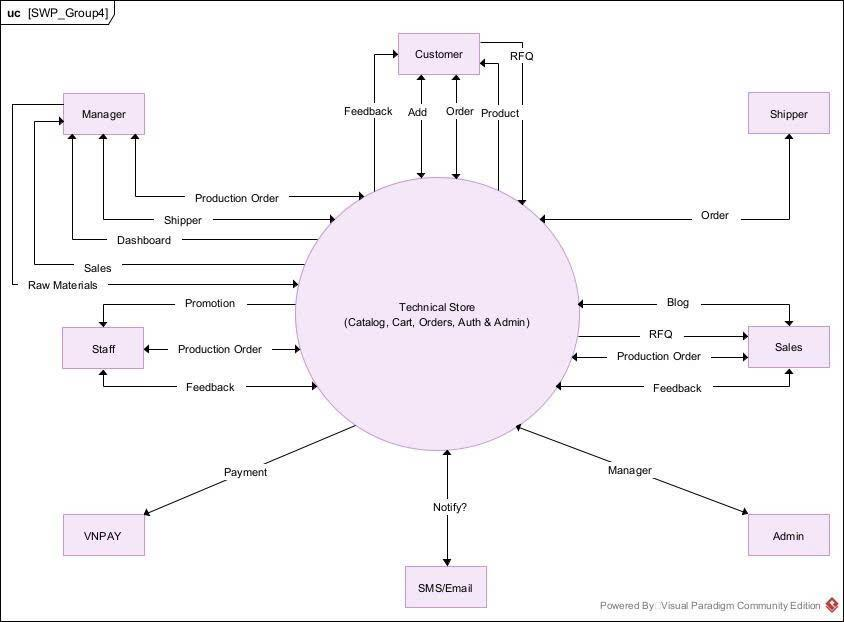 uc [SWP_Group4]
Customer
RFQ
Feedback
Add
Order
Product
Manager
Shipper
Production Order
Shipper
Order
Dashboard
Sales
Raw Materials
Promotion
Blog
Technical Store
(Catalog, Cart, Orders, Auth & Admin)
RFQ
Staff
Production Order
Sales
Production Order
Feedback
Feedback
Payment
Manager
Notify?
VNPAY
Admin
SMS/Email
Powered By: Visual Paradigm Community Edition